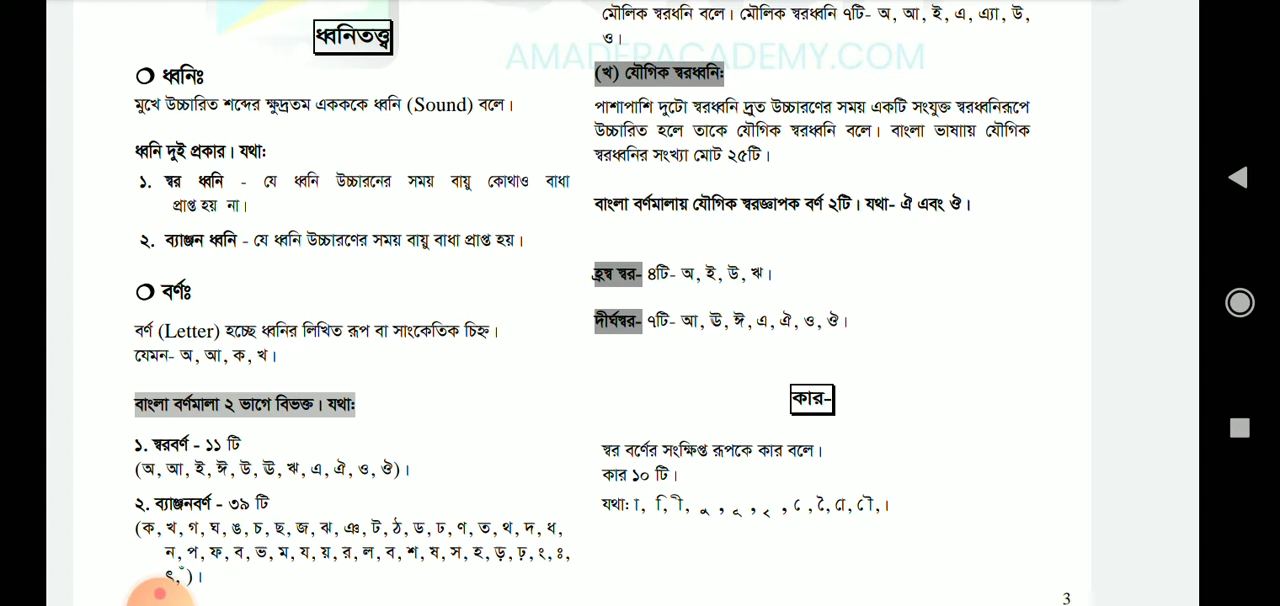 ধ্বনিতত্ত্ব
❍ ধ্বনিঃ
মুখে উচ্চারিত শব্দের ক্ষুদ্রতম একককে ধ্বনি (Sound) বলে।
ধ্বনি দুই প্রকার। যথা:
১. স্বর ধ্বনি - যে ধ্বনি উচ্চারনের সময় বায়ু কোথাও বাধা
প্রাপ্ত হয় না।
২. ব্যাঞ্জন ধ্বনি - যে ধ্বনি উচ্চারণের সময় বায়ু বাধা প্রাপ্ত হয়।
❍ বর্ণঃ
বর্ণ (Letter) হচ্ছে ধ্বনির লিখিত রূপ বা সাংকেতিক চিহ্ন।
যেমন- অ, আ, ক, খ।
বাংলা বর্ণমালা ২ ভাগে বিভক্ত। যথা:
১. স্বরবর্ণ - ১১ টি
(অ, আ, ই, ঈ, উ, ঊ, ঋ, এ, ঐ, ও, ঔ)।
২. ব্যাঞ্জনবর্ণ - ৩৯ টি
(ক, খ, গ, ঘ, ঙ, চ, ছ, জ, ঝ, ঞ, ট, ঠ, ড, ঢ, ণ, ত, থ, দ, ধ,
ন, প, ফ, ব, ভ, ম, য, য়, র, ল, ব, শ, ষ, স, হ, ড়, ঢ়, ং, ঃ,
ৎ, ঁ)।
মৌলিক স্বরধনি বলে। মৌলিক স্বরধ্বনি ৭টি- অ, আ, ই, এ, এ্যা, উ,
ও।
AMADERACADEMY.COM
(খ) যৌগিক স্বরধ্বনি:
পাশাপাশি দুটো স্বরধ্বনি দ্রুত উচ্চারণের সময় একটি সংযুক্ত স্বরধ্বনিরূপে
উচ্চারিত হলে তাকে যৌগিক স্বরধ্বনি বলে। বাংলা ভাষাায় যৌগিক
স্বরধ্বনির সংখ্যা মোট ২৫টি।
বাংলা বর্ণমালায় যৌগিক স্বরজ্ঞাপক বর্ণ ২টি। যথা- ঐ এবং ঔ।
হ্রস্ব স্বর- ৪টি- অ, ই, উ, ঋ।
দীর্ঘস্বর- ৭টি- আ, ঊ, ঈ, এ, ঐ, ও, ঔ।
কার-
স্বর বর্ণের সংক্ষিপ্ত রূপকে কার বলে।
কার ১০ টি।
যথা: া, ি, ী, ু, ূ, ৃ, ে, ৈ, ো, ৌ,।
3